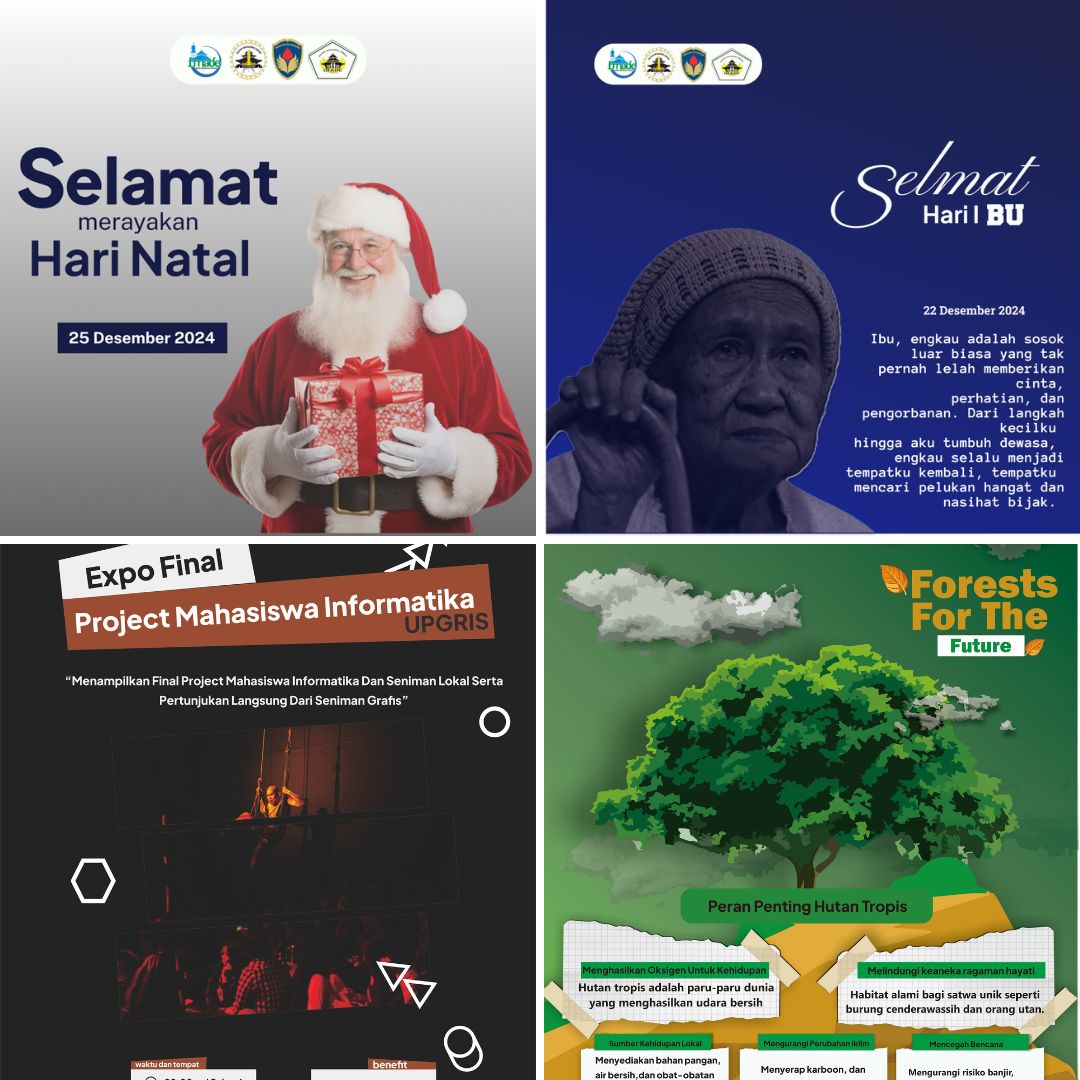 Selamat
merayakan
Hari Natal
25 Desember 2024
Selmat
Hari I BU
22 Desember 2024
Ibu, engkau adalah sosok
luar biasa yang tak
pernah lelah memberikan
cinta,
perhatian, dan
pengorbanan. Dari langkah
kecilku
hingga aku tumbuh dewasa,
engkau selalu menjadi
tempatku kembali, tempatku
mencari pelukan hangat dan
nasihat bijak.
Expo Final
Project Mahasiswa Informatika
UPGRIS
“Menampilkan Final Project Mahasiswa Informatika Dan Seniman Lokal Serta
Pertunjukan Langsung Dari Seniman Grafis”
waktu dan tempat
benefit
Forests
For The
Future
Peran Penting Hutan Tropis
Menghasilkan Oksigen Untuk Kehidupan
Hutan tropis adalah paru-paru dunia
yang menghasilkan udara bersih
Melindungi keaneka ragaman hayati
Habitat alami bagi satwa unik seperti
burung cenderawassih dan orang utan.
Sumber Kehidupan Lokal
Menyediakan bahan pangan,
air bersih,dan obat-obatan
Mengurangi Perubahan Iklim
Menyerap karboon, dan
Mencegah Bencana
Mengurangi risiko banjir,